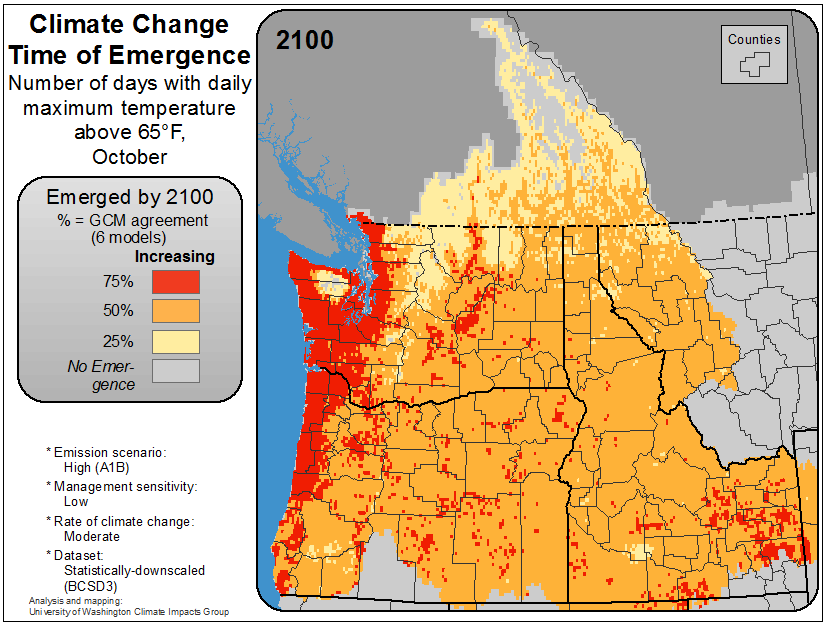 Climate Change
Time of Emergence
Number of days with daily
maximum temperature
above 65°F,
October
2100
Counties
Emerged by 2100
% = GCM agreement
(6 models)
Increasing
75%
50%
25%
No Emer-
gence
* Emission scenario:
High (A1B)
* Management sensitivity:
Low
* Rate of climate change:
Moderate
* Dataset:
Statistically-downscaled
(BCSD3)
Analysis and mapping:
University of Washington Climate Impacts Group